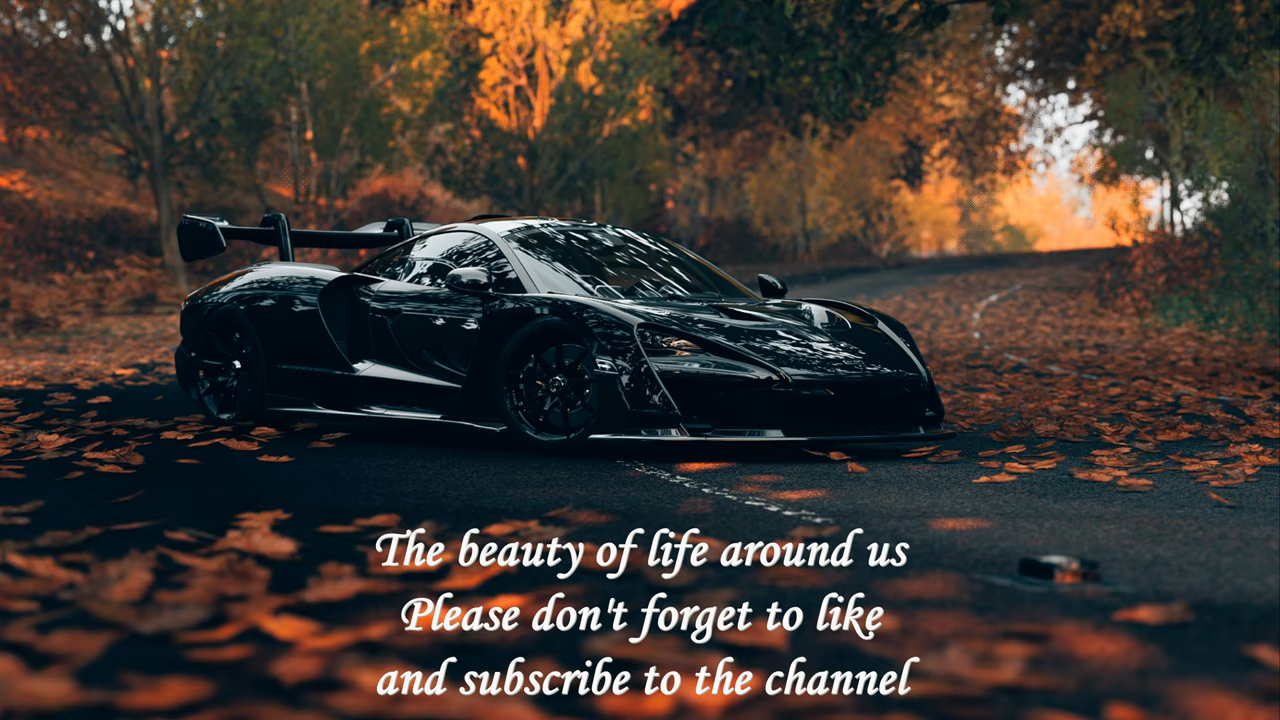 The beauty of life around us
Please don't forget to like
and subscribe to the channel